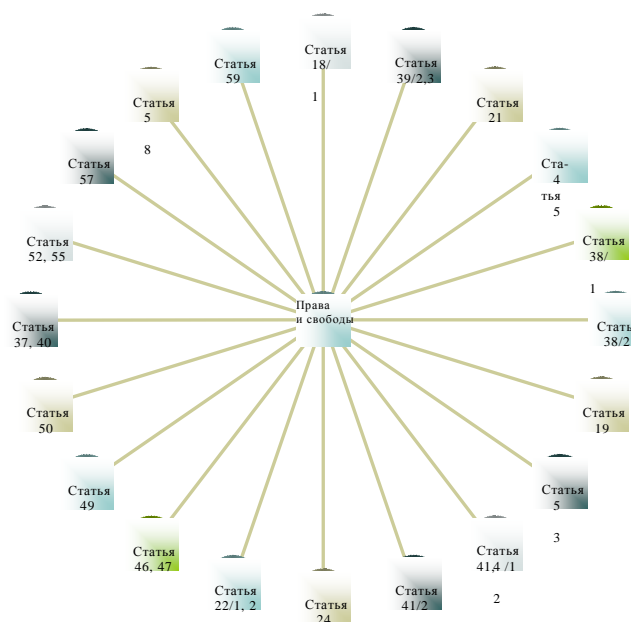 Статья
18/
1
Статья
39/2,3
Статья
21
Ста-
4
тья
5
Статья
38/
1
Стать
38/2
Статья
19
Статья
5
3
Статья
41,4 /1
2
Статья
41/2
Статья
24
Статья
22/1, 2
Статья
46, 47
Статья
49
Статья
50
Статья
37, 40
Статья
52, 55
Статья
57
Статья
5
8
Статья
59
Права
и свободы